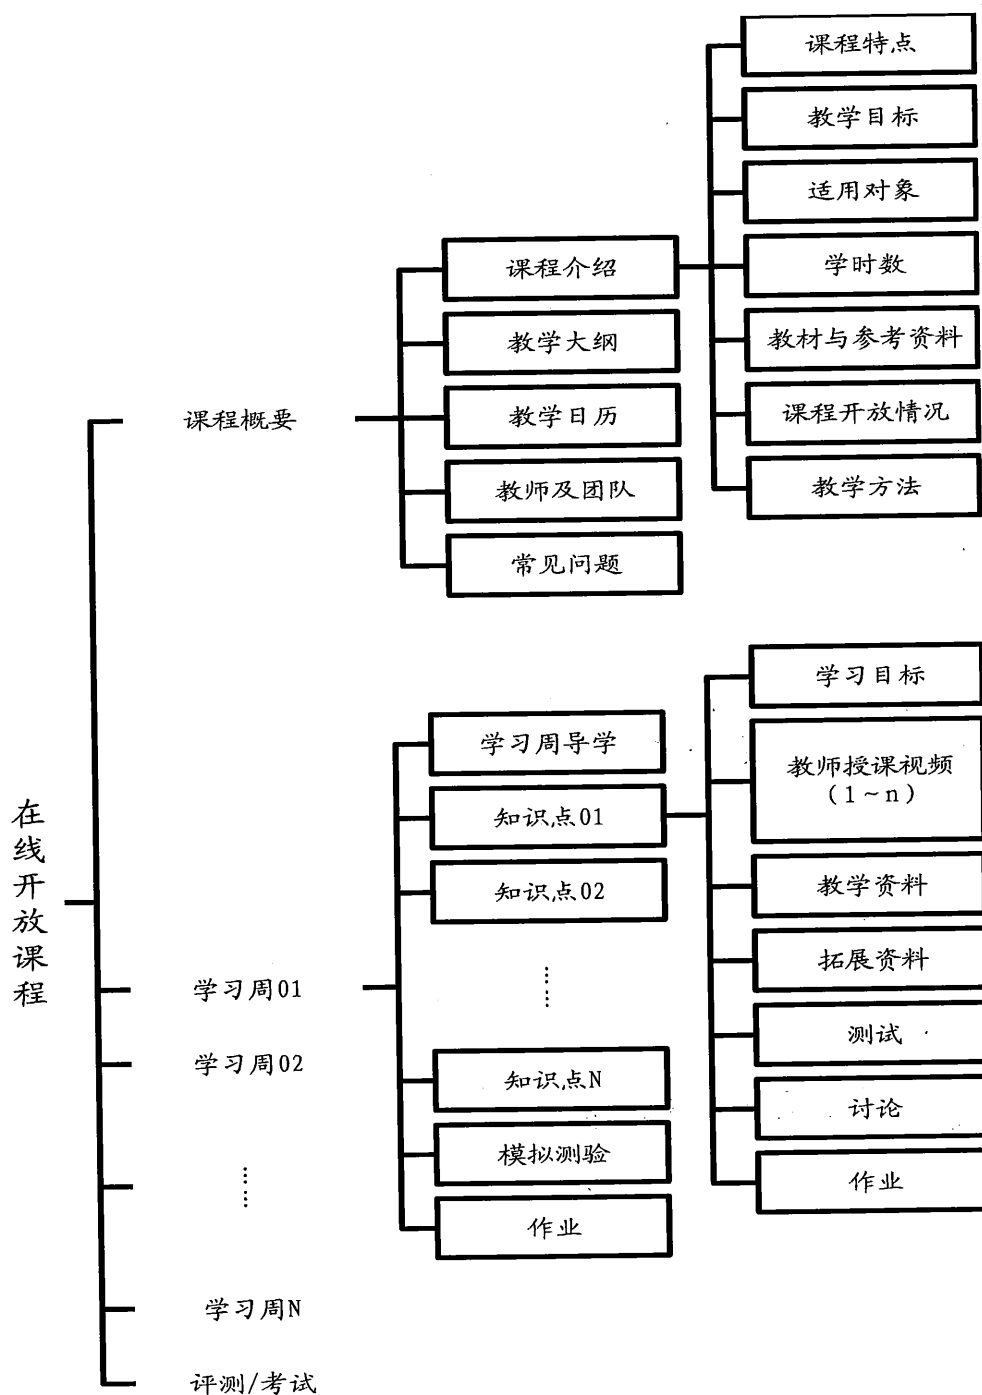 在线开放课程
课程概要
课程介绍
教学大纲
教学日历
教师及团队
常见问题
课程特点
教学目标
适用对象
学时数
教材与参考资料
课程开放情况
教学方法
学习周01
学习周导学
知识点01
知识点02
……
知识点N
模拟测验
作业
学习目标
教师授课视频
(1~n)
教学资料
拓展资料
测试
讨论
作业
学习周02
……
学习周N
评测/考试